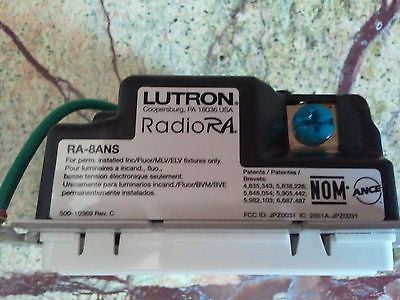 LUTRON
Coopersburg, PA 18036 USA
RadioRA
RA-8ANS
For perm. installed Inc/Fluor/MLV/ELV fixtures only.
Pour luminaires a incand., fluo.,
basse tension électronique seulement.
Unicamente para luminarios incand./Fluor/BVM/BVE
permanentemente instalados.
500-10369 Rev. C
Patents / Patentes /
Brevets:
4,835,343; 5,838,226;
5,848,054; 5,905,442;
5,982,103; 6,687,487
NOM
ANCE
FCC ID: JPZ0031 IC: 2851A-JPZ0031